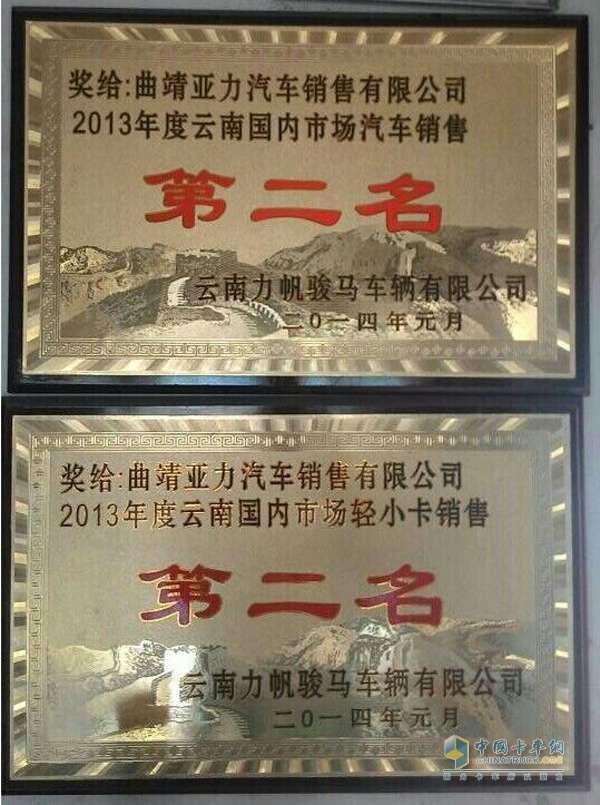 奖给:曲靖亚力汽车销售有限公司
2013年度云南国内市场汽车销售
第二名
云南力帆骏马车辆有限公司
二〇一四年元月
奖给:曲靖亚力汽车销售有限公司
2013年度云南国内市场轻小卡销售
第二名
云南力帆骏马车辆有限公司
二〇一四年元月
中国卡车网
CHINATRUCK.COM